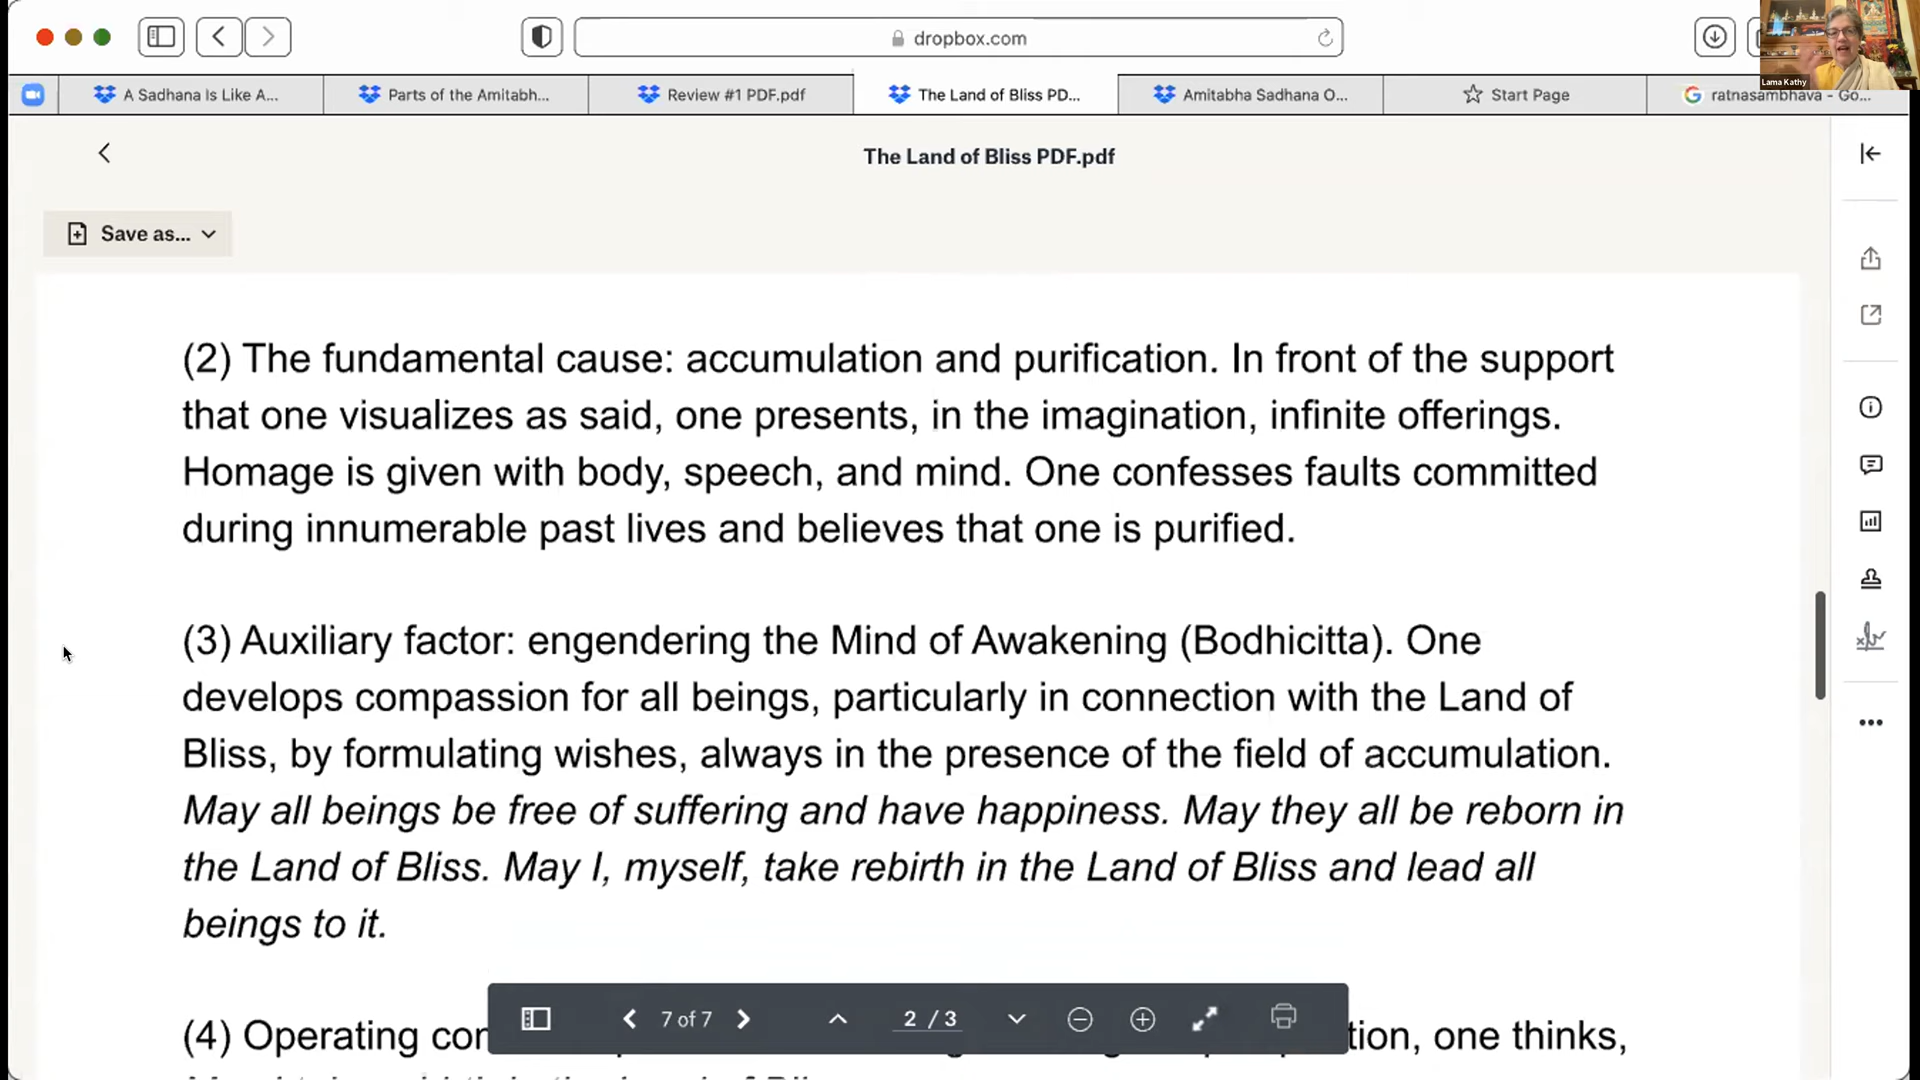 dropbox.com
Lama Kathy
A Sadhana Is Like A...
Parts of the Amitabh...
Review #1 PDF.pdf
The Land of Bliss PD...
Amitabha Sadhana O...
Start Page
ratnasambhava - Go...
The Land of Bliss PDF.pdf
Save as...
(2) The fundamental cause: accumulation and purification. In front of the support
that one visualizes as said, one presents, in the imagination, infinite offerings.
Homage is given with body, speech, and mind. One confesses faults committed
during innumerable past lives and believes that one is purified.
(3) Auxiliary factor: engendering the Mind of Awakening (Bodhicitta). One
develops compassion for all beings, particularly in connection with the Land of
Bliss, by formulating wishes, always in the presence of the field of accumulation.
May all beings be free of suffering and have happiness. May they all be reborn in
the Land of Bliss. May I, myself, take rebirth in the Land of Bliss and lead all
beings to it.
(4) Operating con tion, one thinks,
7 of 7
2 / 3